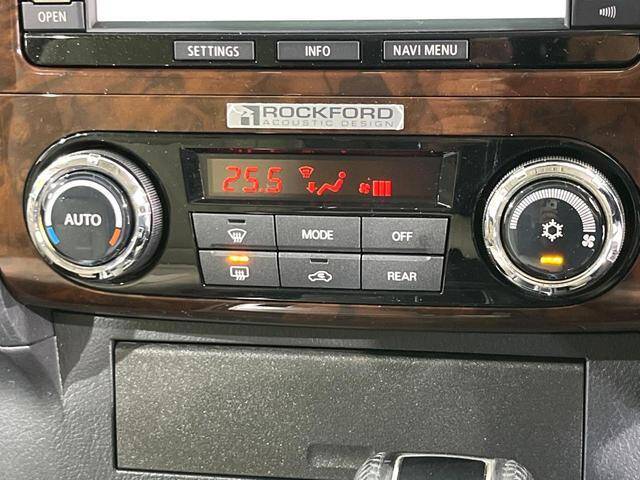 OPEN
SETTINGS INFO NAVI MENU
ROCKFORD
ACOUSTIC DESIGN
25.5
AUTO
MODE OFF
REAR